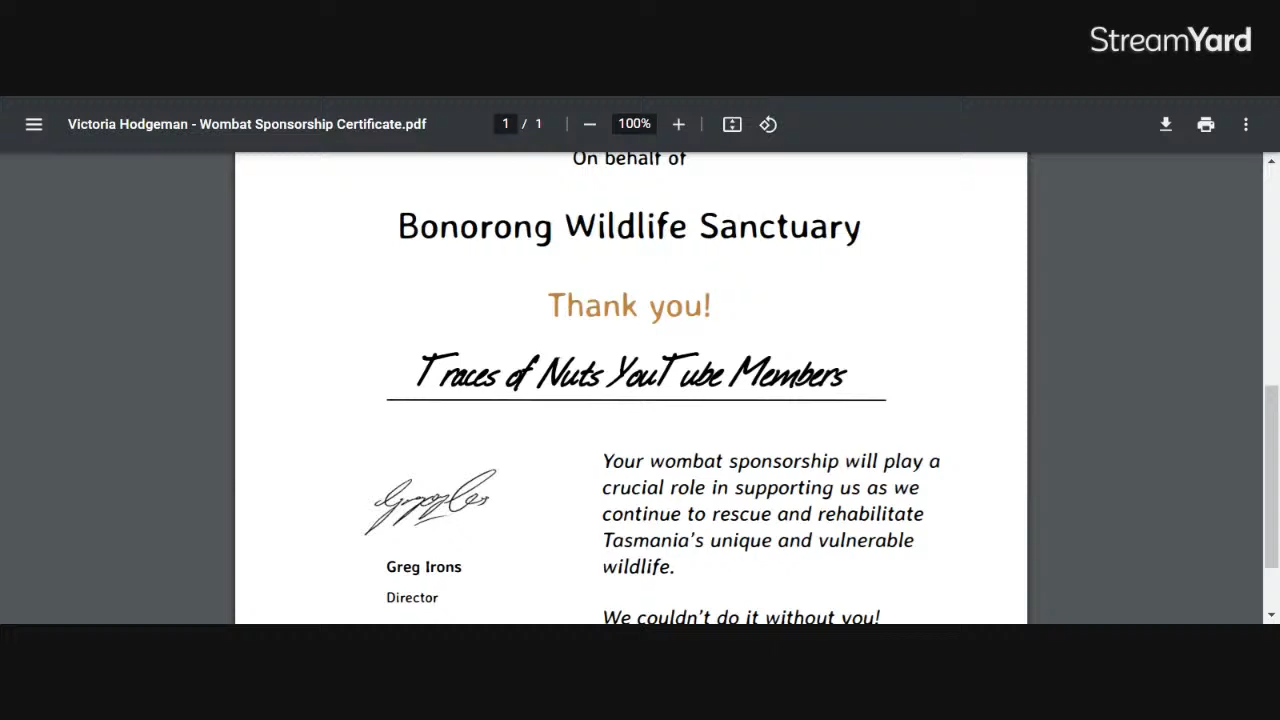 StreamYard
Victoria Hodgeman - Wombat Sponsorship Certificate.pdf
1 / 1
100%
On behalf of
Bonorong Wildlife Sanctuary
Thank you!
Traces of Nuts YouTube Members
Your wombat sponsorship will play a
crucial role in supporting us as we
continue to rescue and rehabilitate
Tasmania's unique and vulnerable
wildlife.
Greg Irons
Director
We couldn't do it without you!